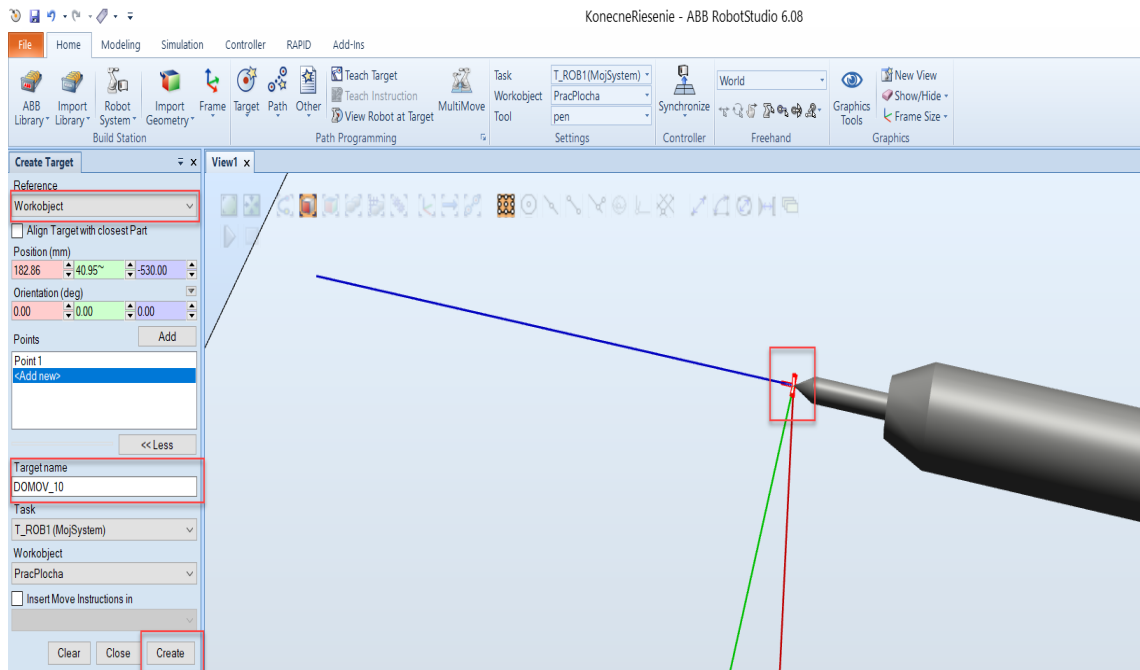 KonecneRiesenie - ABB RobotStudio 6.08
File Home Modeling Simulation Controller RAPID Add-Ins
ABB Library
Import Library
Robot System
Import Geometry
Build Station
Frame
Target
Path
Other
Teach Target
Teach Instruction
View Robot at Target
MultiMove
Path Programming
Task T_ROB1(MojSystem)
Workobject PracPlocha
Tool pen
Settings
Synchronize
Controller
World
Freehand
Graphics Tools
New View
Show/Hide
Frame Size
Graphics
Create Target
View1
Reference
Workobject
Align Target with closest Part
Position (mm)
182.86 40.95~ -530.00
Orientation (deg)
0.00 0.00 0.00
Points Add
Point 1
<Add new>
<< Less
Target name
DOMOV_10
Task
T_ROB1 (MojSystem)
Workobject
PracPlocha
Insert Move Instructions in
Clear Close Create